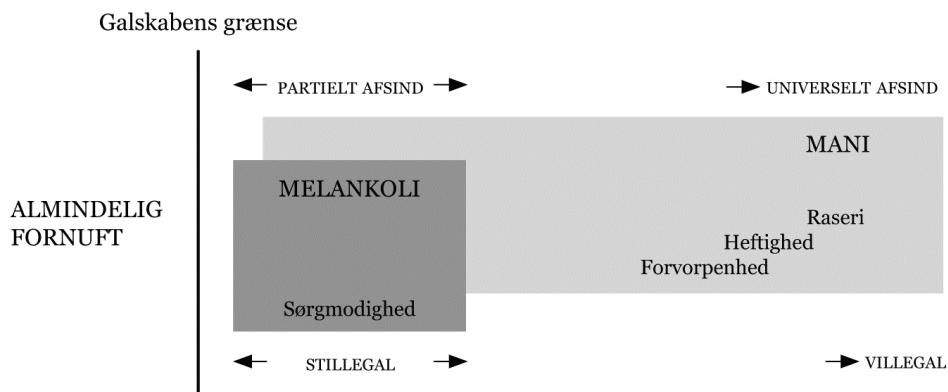 Galskabens grænse
PARTIELT AFSIND
UNIVERSELT AFSIND
MANI
MELANKOLI
ALMINDELIG
FORNUFT
Raseri
Heftighed
Forvorpenhed
Sørgmodighed
STILLEGAL
VILLEGAL